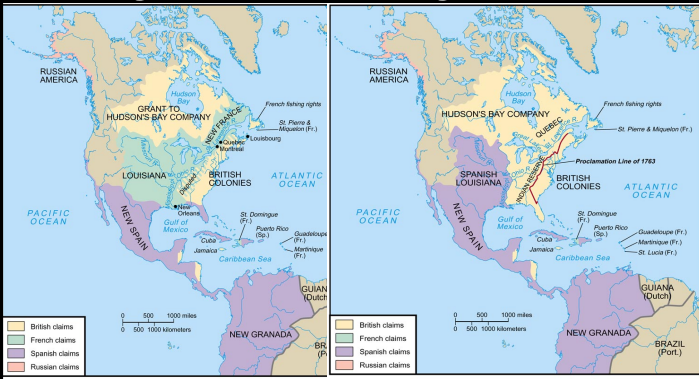 RUSSIAN
AMERICA
Hudson
Bay
GRANT TO
HUDSON'S BAY COMPANY
French fishing rights
NEW FRANCE
St. Pierre &
Miquelon (Fr.)
Quebec
Montreal
Louisbourg
LOUISIANA
Disputed
BRITISH
COLONIES
ATLANTIC
OCEAN
New
Orleans
PACIFIC
OCEAN
NEW SPAIN
Gulf of
Mexico
St. Domingue
(Fr.)
Puerto Rico
(Sp.)
Cuba
Jamaica
Guadeloupe
(Fr.)
Martinique
(Fr.)
Caribbean Sea
0 500 1000 miles
0 500 1000 kilometers
NEW GRANADA
GUIAN
(Dutch
BRA
(P
British claims
French claims
Spanish claims
Russian claims
RUSSIAN
AMERICA
Hudson
Bay
HUDSON'S BAY COMPANY
French fishing rights
QUEBEC
St. Pierre & Miquelon (Fr.)
Proclamation Line of 1763
Ohio R.
INDIAN RESERVE
SPANISH
LOUISIANA
BRITISH
COLONIES
ATLANTIC
OCEAN
PACIFIC
OCEAN
NEW SPAIN
Gulf of
Mexico
St. Domingue
(Fr.)
Puerto Rico
(Sp.)
Cuba
Jamaica
Guadeloupe (Fr.)
Martinique (Fr.)
St. Lucia (Fr.)
Caribbean Sea
0 500 1000 miles
0 500 1000 kilometers
GUIANA
(Dutch)
NEW GRANADA
BRAZIL
(Port.)
British claims
French claims
Spanish claims
Russian claims